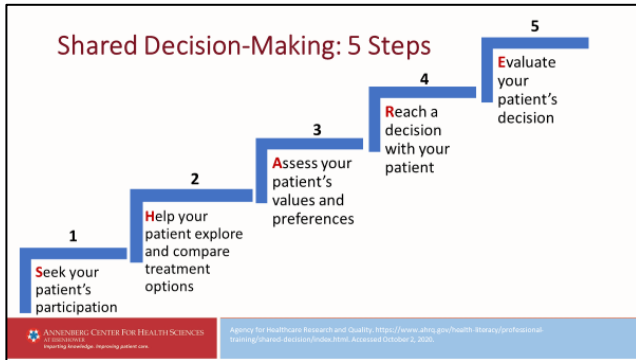 Shared Decision-Making: 5 Steps
1
Seek your
patient's
participation
2
Help your
patient explore
and compare
treatment
options
3
Assess your
patient's
values and
preferences
4
Reach a
decision
with your
patient
5
Evaluate
your
patient's
decision
ANNENBERG CENTER FOR HEALTH SCIENCES
AT EISENHOWER
Imparting knowledge. Improving patient care.
Agency for Healthcare Research and Quality. https://www.ahrq.gov/health-literacy/professional-
training/shared-decision/index.html. Accessed October 2, 2020.